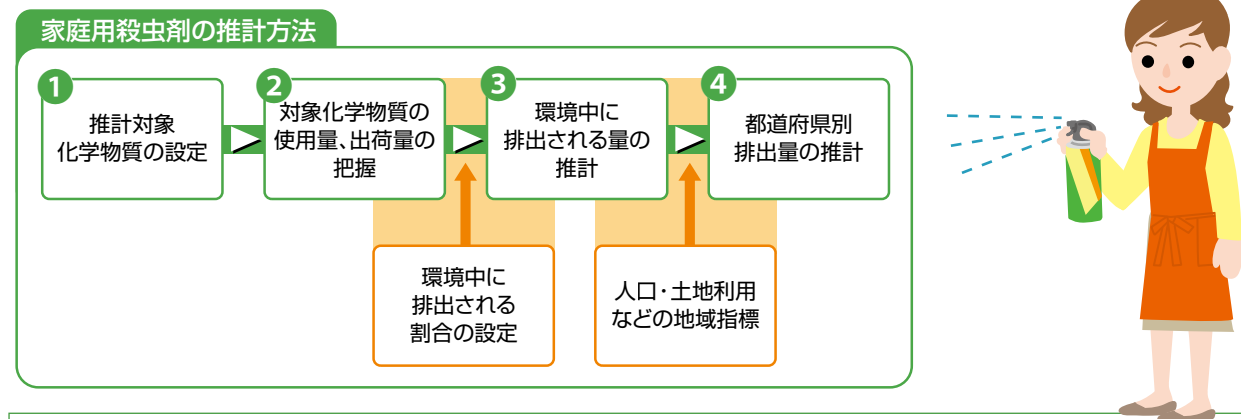 家庭用殺虫剤の推計方法
1
推計対象
化学物質の設定
2
対象化学物質の
使用量、出荷量の
把握
3
環境中に
排出される量の
推計
4
都道府県別
排出量の推計
環境中に
排出される
割合の設定
人口・土地利用
などの地域指標